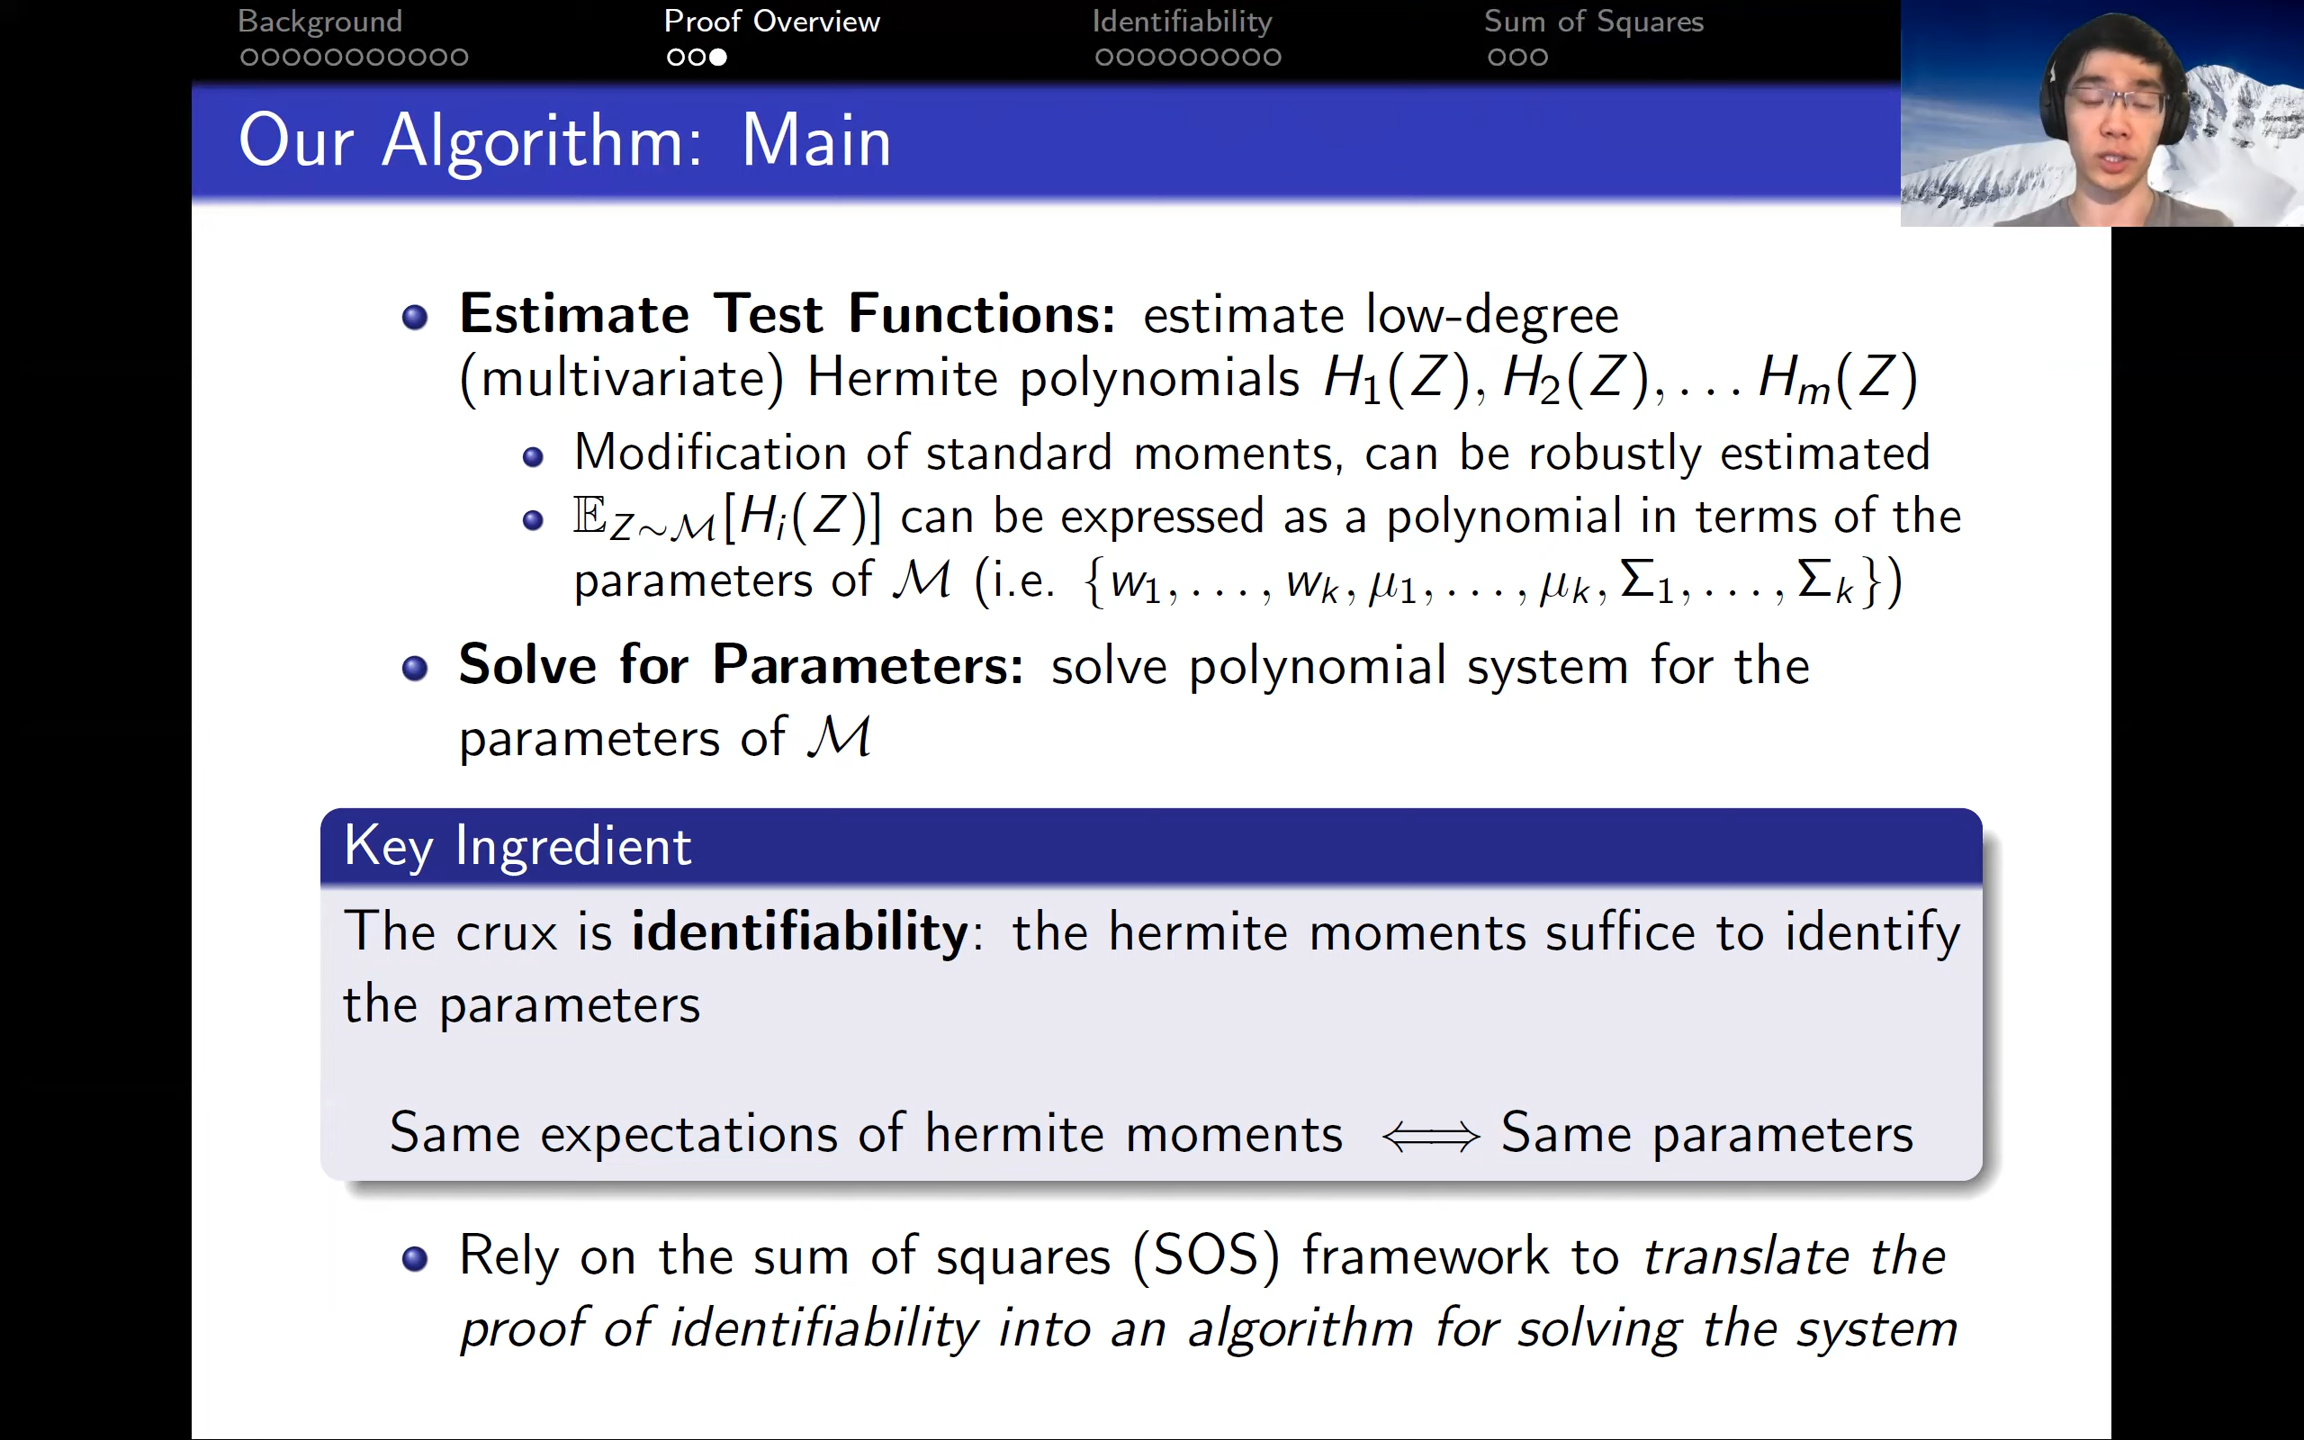 Background Proof Overview Identifiability Sum of Squares
Our Algorithm: Main
Estimate Test Functions: estimate low-degree
(multivariate) Hermite polynomials H₁(Z), H₂(Z), . . . Hₘ(Z)
Modification of standard moments, can be robustly estimated
𝔼_{Z∼ℳ}[Hᵢ(Z)] can be expressed as a polynomial in terms of the
parameters of ℳ (i.e. {w₁, . . . , wₖ, μ₁, . . . , μₖ, Σ₁, . . . , Σₖ})
Solve for Parameters: solve polynomial system for the
parameters of ℳ
Key Ingredient
The crux is identifiability: the hermite moments suffice to identify
the parameters
Same expectations of hermite moments ⟺ Same parameters
Rely on the sum of squares (SOS) framework to translate the
proof of identifiability into an algorithm for solving the system